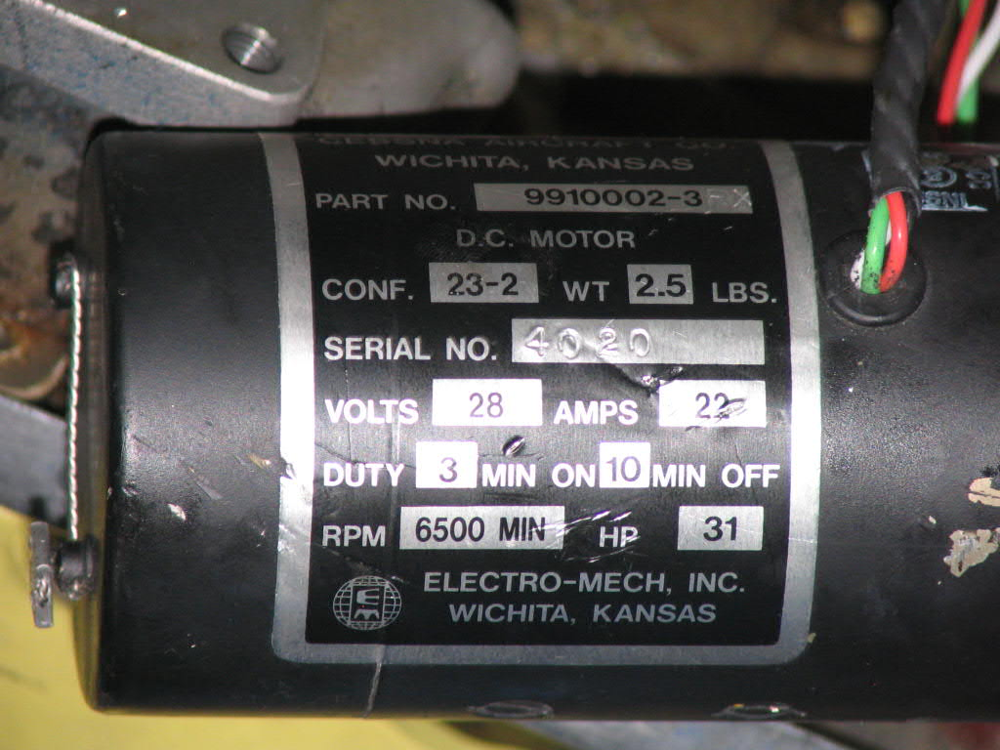 CESSNA AIRCRAFT CO.
WICHITA, KANSAS
PART NO. 9910002-3 -X
D.C. MOTOR
CONF. 23-2 WT 2.5 LBS.
SERIAL NO. 4020
VOLTS 28 AMPS 22
DUTY 3 MIN ON 10 MIN OFF
RPM 6500 MIN HP 31
ELECTRO-MECH, INC.
WICHITA, KANSAS